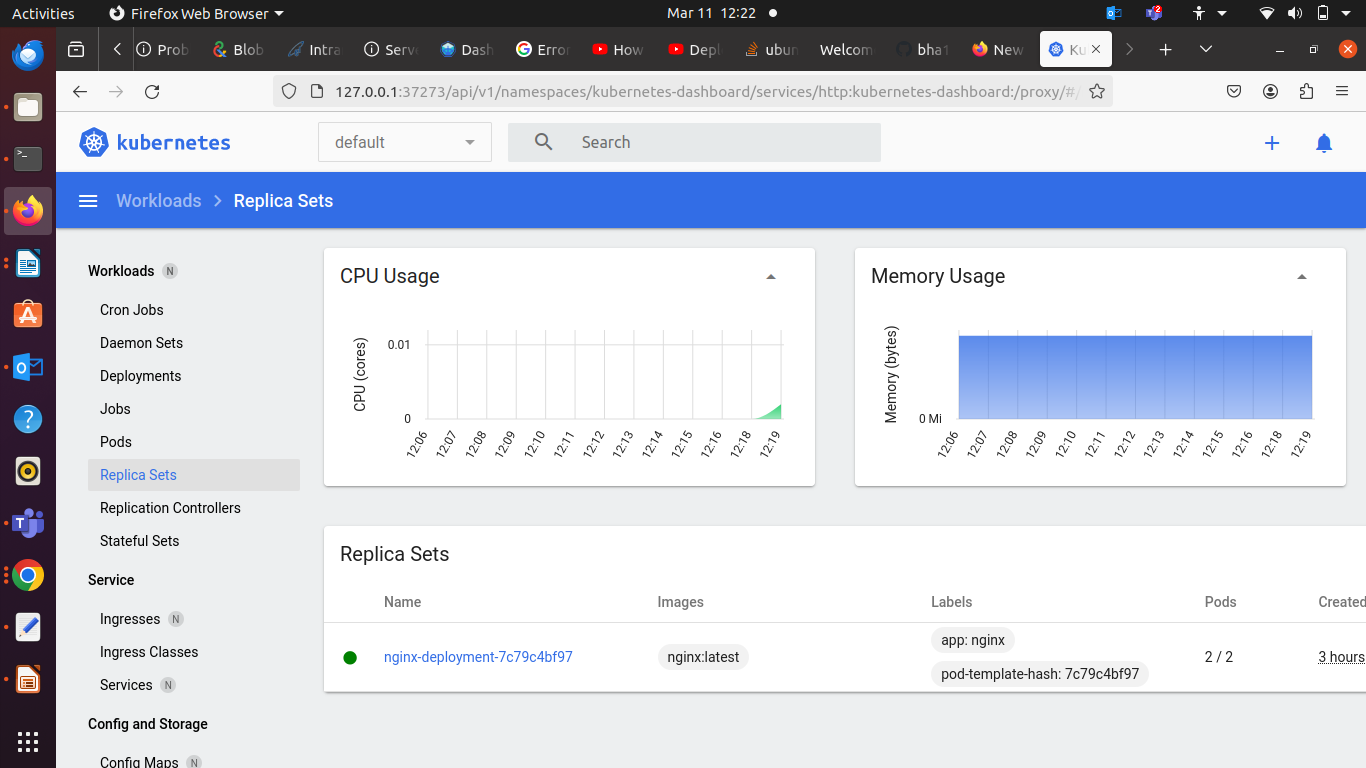 Activities
Firefox Web Browser
Mar 11 12:22
2
Prob
Blob
Intra
Serve
Dash
Error
How
Depl
ubun
Welcom
bha1
New
Ku
127.0.0.1:37273/api/v1/namespaces/kubernetes-dashboard/services/http:kubernetes-dashboard:/proxy/#/
kubernetes
default
Search
Workloads
Replica Sets
Workloads N
Cron Jobs
Daemon Sets
Deployments
Jobs
Pods
Replica Sets
Replication Controllers
Stateful Sets
Service
Ingresses N
Ingress Classes
Services N
Config and Storage
Config Maps N
CPU Usage
CPU (cores)
0.01
0
12:06
12:07
12:08
12:09
12:10
12:11
12:12
12:13
12:14
12:15
12:16
12:18
12:19
Memory Usage
Memory (bytes)
0 Mi
12:06
12:07
12:08
12:09
12:10
12:11
12:12
12:13
12:14
12:15
12:16
12:18
12:19
Replica Sets
Name Images Labels Pods Created
nginx-deployment-7c79c4bf97
nginx:latest
app: nginx
pod-template-hash: 7c79c4bf97
2 / 2
3 hours